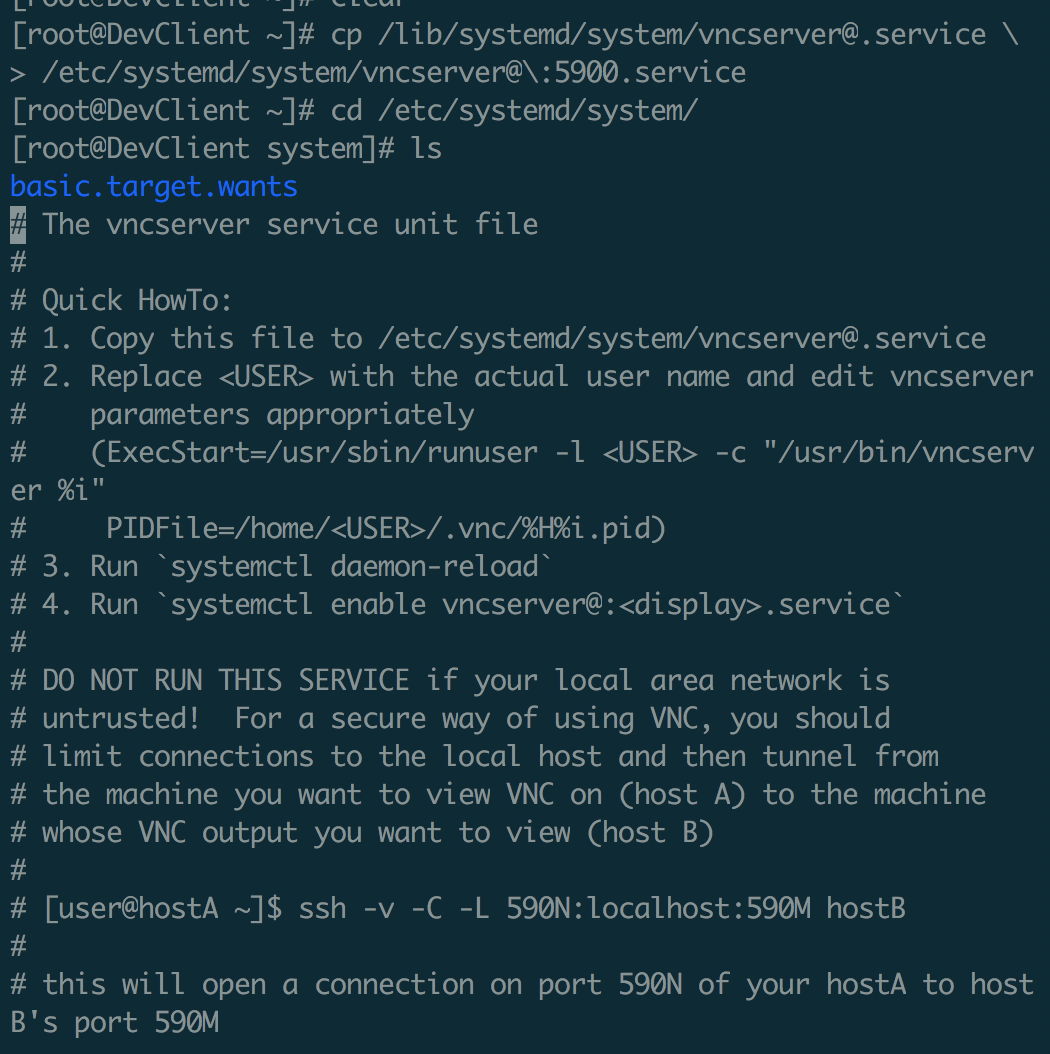 [root@DevClient ~]# clear
[root@DevClient ~]# cp /lib/systemd/system/vncserver@.service \
> /etc/systemd/system/vncserver@\:5900.service
[root@DevClient ~]# cd /etc/systemd/system/
[root@DevClient system]# ls
basic.target.wants
# The vncserver service unit file
#
# Quick HowTo:
# 1. Copy this file to /etc/systemd/system/vncserver@.service
# 2. Replace <USER> with the actual user name and edit vncserver
#    parameters appropriately
#    (ExecStart=/usr/sbin/runuser -l <USER> -c "/usr/bin/vncserv
er %i"
#     PIDFile=/home/<USER>/.vnc/%H%i.pid)
# 3. Run `systemctl daemon-reload`
# 4. Run `systemctl enable vncserver@:<display>.service`
#
# DO NOT RUN THIS SERVICE if your local area network is
# untrusted!  For a secure way of using VNC, you should
# limit connections to the local host and then tunnel from
# the machine you want to view VNC on (host A) to the machine
# whose VNC output you want to view (host B)
#
# [user@hostA ~]$ ssh -v -C -L 590N:localhost:590M hostB
#
# this will open a connection on port 590N of your hostA to host
B's port 590M